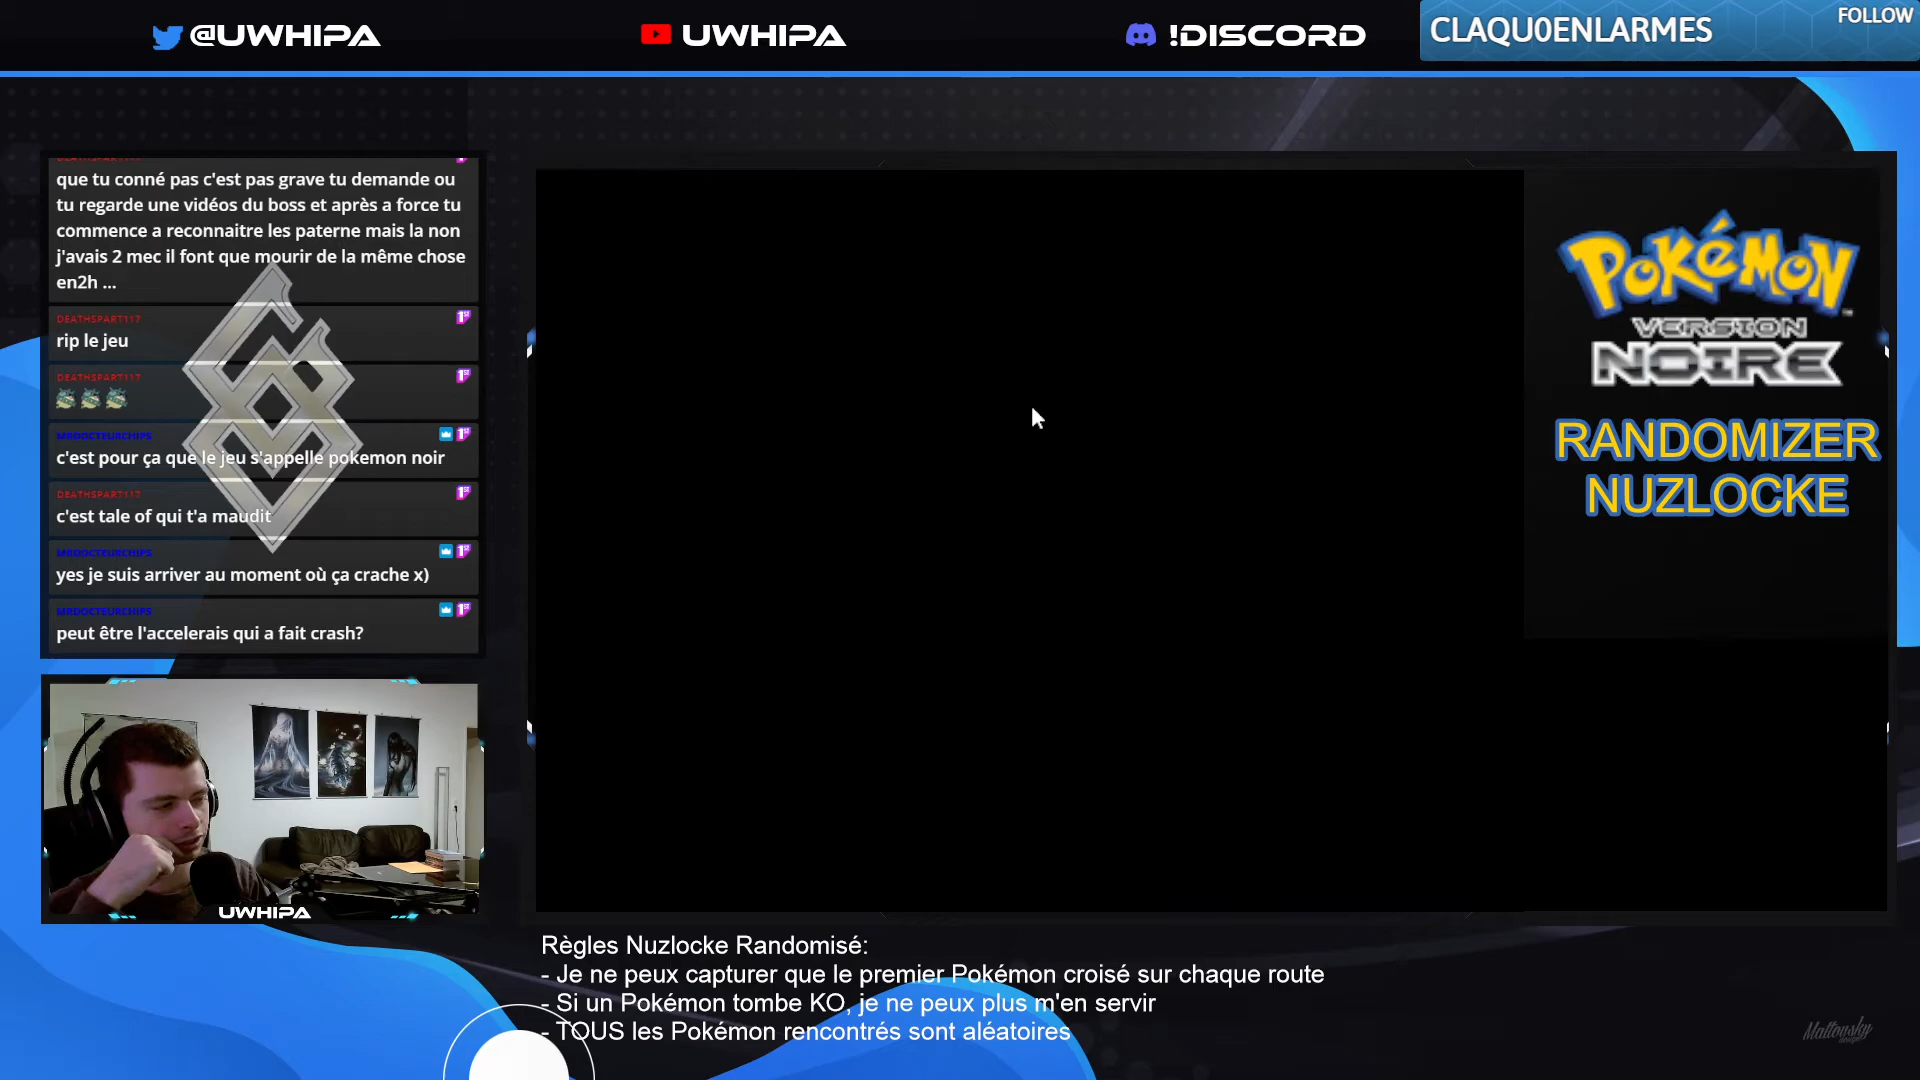 @UWHIPA
UWHIPA
!DISCORD
CLAQU0ENLARMES
FOLLOW
DEATHSPART117
que tu conné pas c'est pas grave tu demande ou
tu regarde une vidéos du boss et après a force tu
commence a reconnaitre les paterne mais la non
j'avais 2 mec il font que mourir de la même chose
en2h ...
DEATHSPART117
rip le jeu
DEATHSPART117
MRDOCTEURCHIPS
c'est pour ça que le jeu s'appelle pokemon noir
DEATHSPART117
c'est tale of qui t'a maudit
MRDOCTEURCHIPS
yes je suis arriver au moment où ça crache x)
MRDOCTEURCHIPS
peut être l'accelerais qui a fait crash?
POKÉMON
VERSION
NOIRE
RANDOMIZER
NUZLOCKE
UWHIPA
Règles Nuzlocke Randomisé:
- Je ne peux capturer que le premier Pokémon croisé sur chaque route
- Si un Pokémon tombe KO, je ne peux plus m'en servir
- TOUS les Pokémon rencontrés sont aléatoires